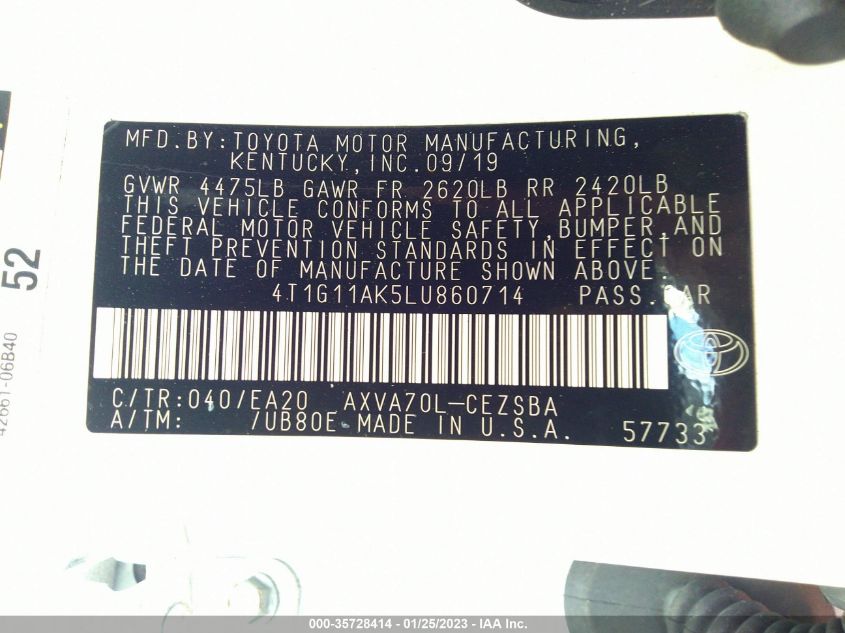 MFD.BY:TOYOTA MOTOR MANUFACTURING,
KENTUCKY,INC.09/19
GVWR 4475LB GAWR FR 2620LB RR 2420LB
THIS VEHICLE CONFORMS TO ALL APPLICABLE
FEDERAL MOTOR VEHICLE SAFETY,BUMPER,AND
THEFT PREVENTION STANDARDS IN EFFECT ON
THE DATE OF MANUFACTURE SHOWN ABOVE.
4T1G11AK5LU860714 PASS.CAR
C/TR:040/EA20 AXVA70L-CEZSBA
A/TM: /UB80E MADE IN U.S.A. 57733
52
42661-06B40
000-35728414 - 01/25/2023 - IAA Inc.